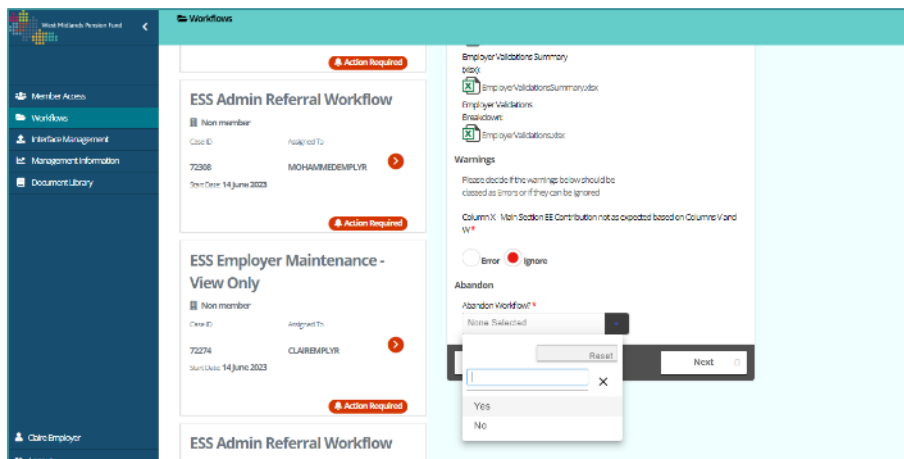 West Midlands Pension Fund
Workflows
Member Access
Workflows
Interface Management
Management Information
Document Library
Claire Employer
Action Required
ESS Admin Referral Workflow
Non member
Case ID
Assigned To
72308
MOHAMMEDEMPLYR
Start Date: 14 June 2023
Action Required
ESS Employer Maintenance -
View Only
Non member
Case ID
Assigned To
72274
CLAIREMPLYR
Start Date: 14 June 2023
Action Required
ESS Admin Referral Workflow
Employer Validations Summary
(xlsx):
EmployerValidationsSummary.xlsx
Employer Validations
Breakdown:
EmployerValidations.xlsx
Warnings
Please decide if the warnings below should be
classed as Errors or if they can be Ignored
Column X - Main Section EE Contribution not as expected based on Columns V and
W*
Error
Ignore
Abandon
Abandon Workflow? *
None Selected
Reset
Next
Yes
No